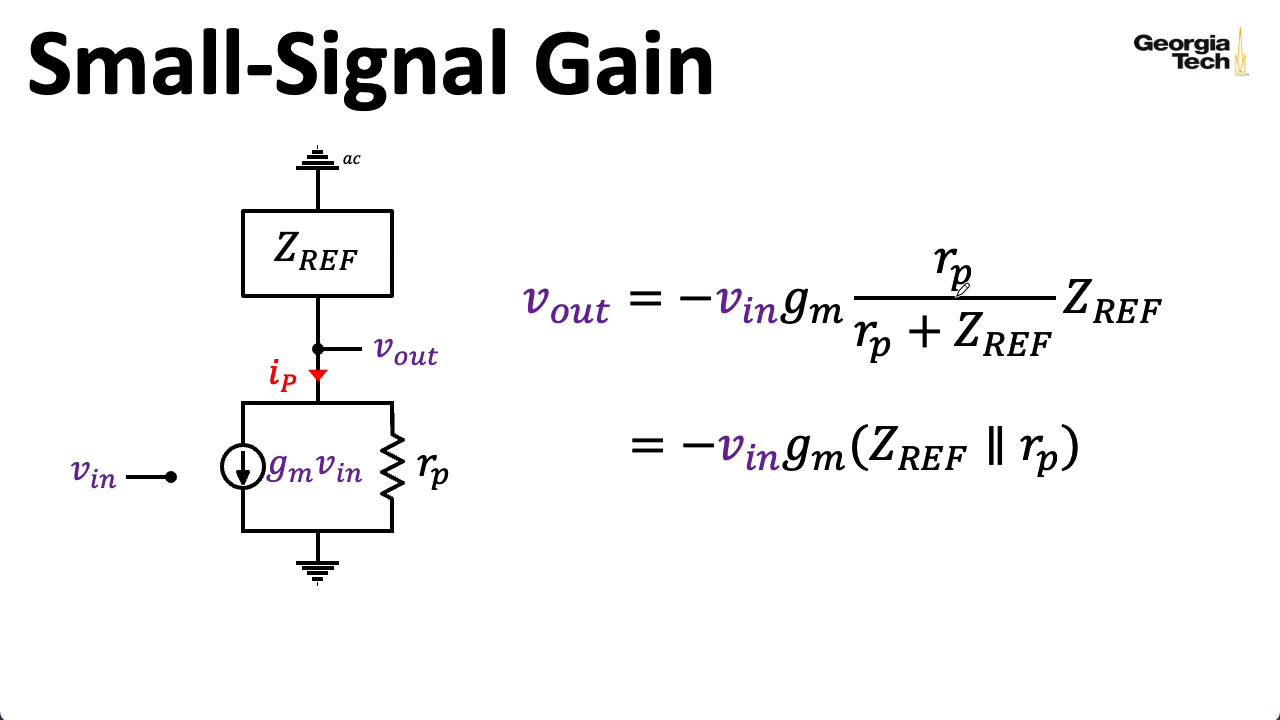 Small-Signal Gain
Georgia
Tech
ac
Z_REF
v_out
i_P
v_in
g_m v_in
r_p
v_out = −v_in g_m r_p / (r_p + Z_REF) Z_REF
= −v_in g_m (Z_REF ∥ r_p)